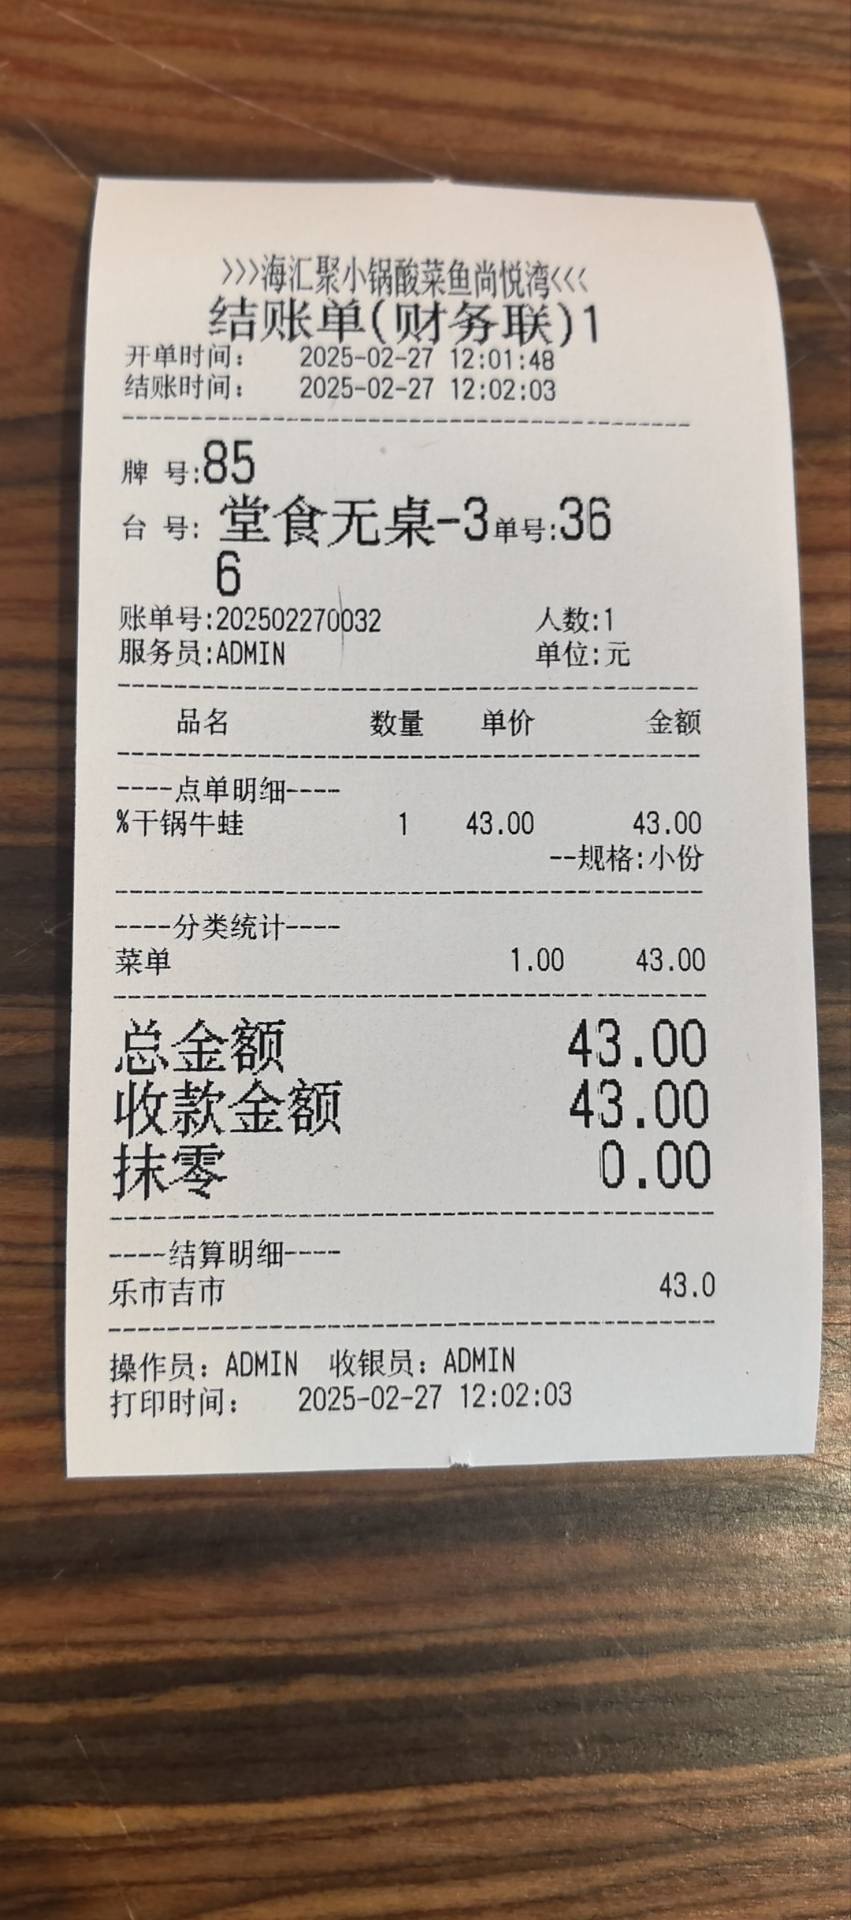 >>>海汇聚小锅酸菜鱼尚悦湾<<<
结账单(财务联)1
开单时间： 2025-02-27 12:01:48
结账时间： 2025-02-27 12:02:03
牌 号:85
台 号: 堂食无桌-3单号:36
6
账单号:202502270032 人数:1
服务员:ADMIN 单位:元
品名 数量 单价 金额
----点单明细----
%干锅牛蛙 1 43.00 43.00
--规格:小份
----分类统计----
菜单 1.00 43.00
总金额 43.00
收款金额 43.00
抹零 0.00
----结算明细----
乐市吉市 43.0
操作员：ADMIN 收银员：ADMIN
打印时间： 2025-02-27 12:02:03